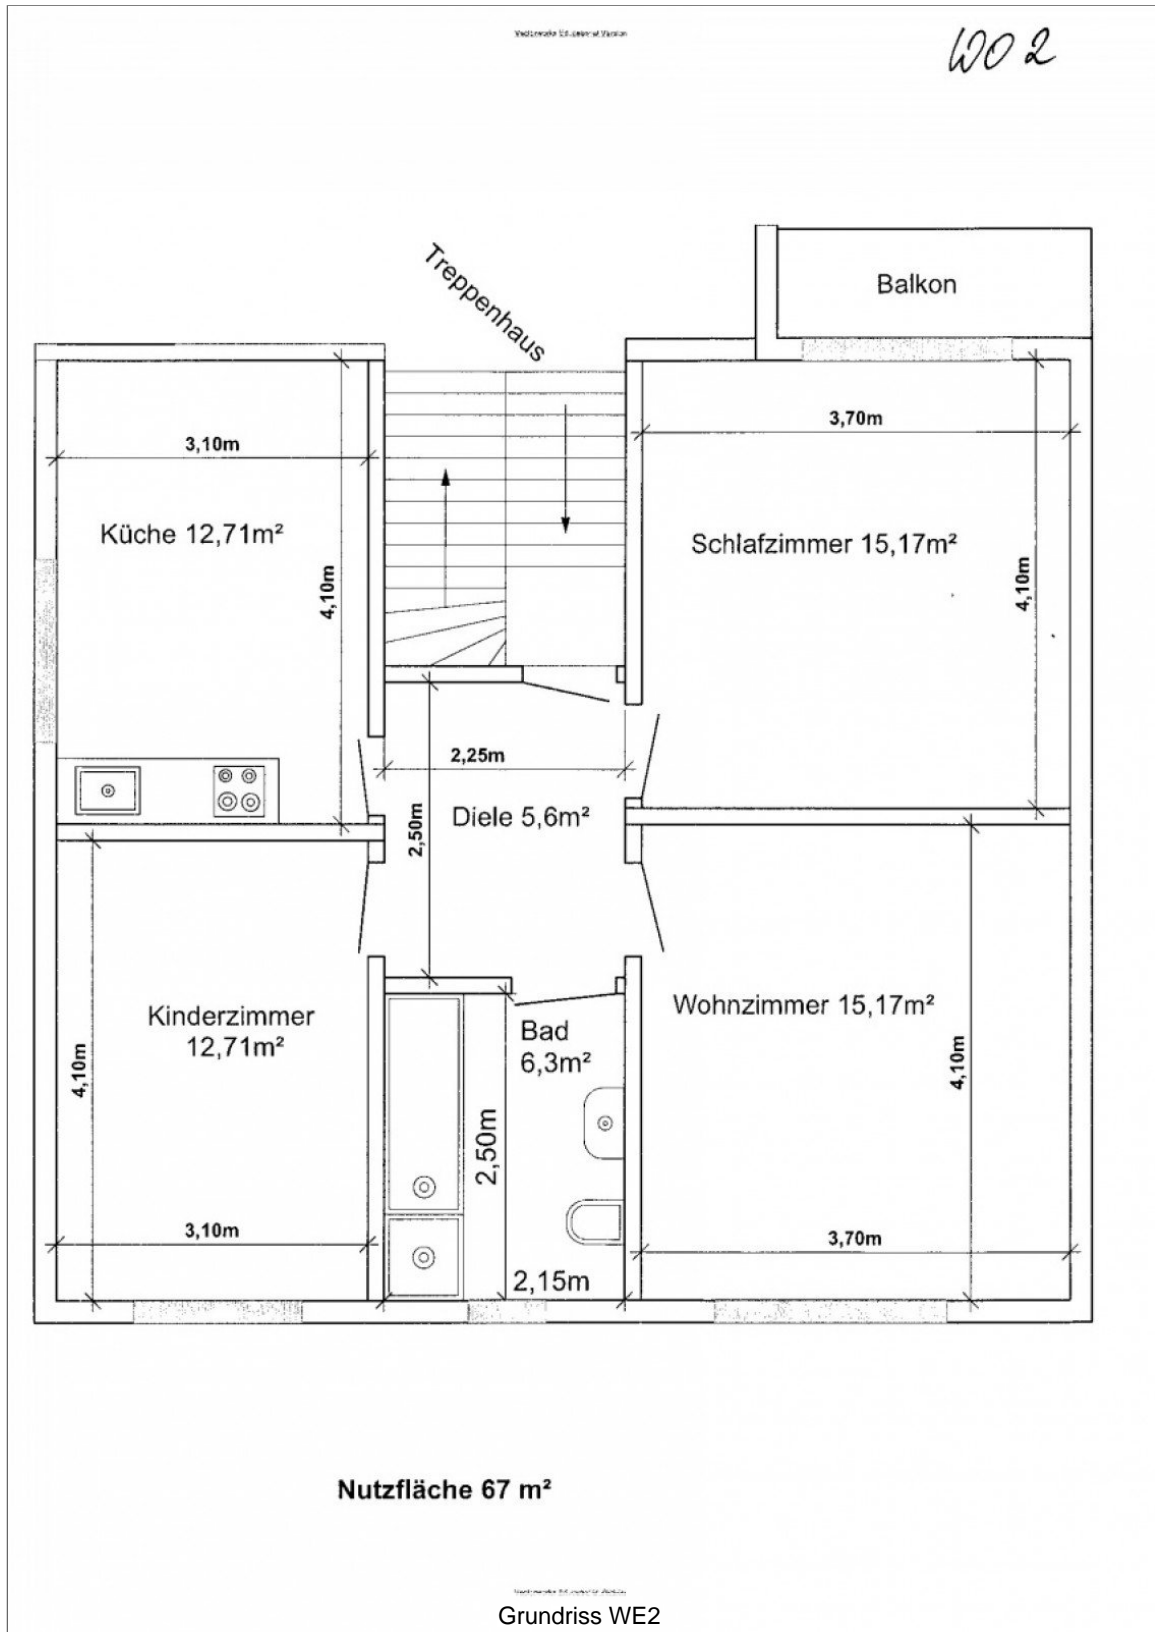 WO 2
Treppenhaus
Balkon
3,10m
3,70m
Küche 12,71m²
Schlafzimmer 15,17m²
4,10m
4,10m
2,25m
Diele 5,6m²
2,50m
Kinderzimmer
12,71m²
Bad
6,3m²
Wohnzimmer 15,17m²
4,10m
4,10m
2,50m
3,10m
3,70m
2,15m
Nutzfläche 67 m²
Grundriss WE2